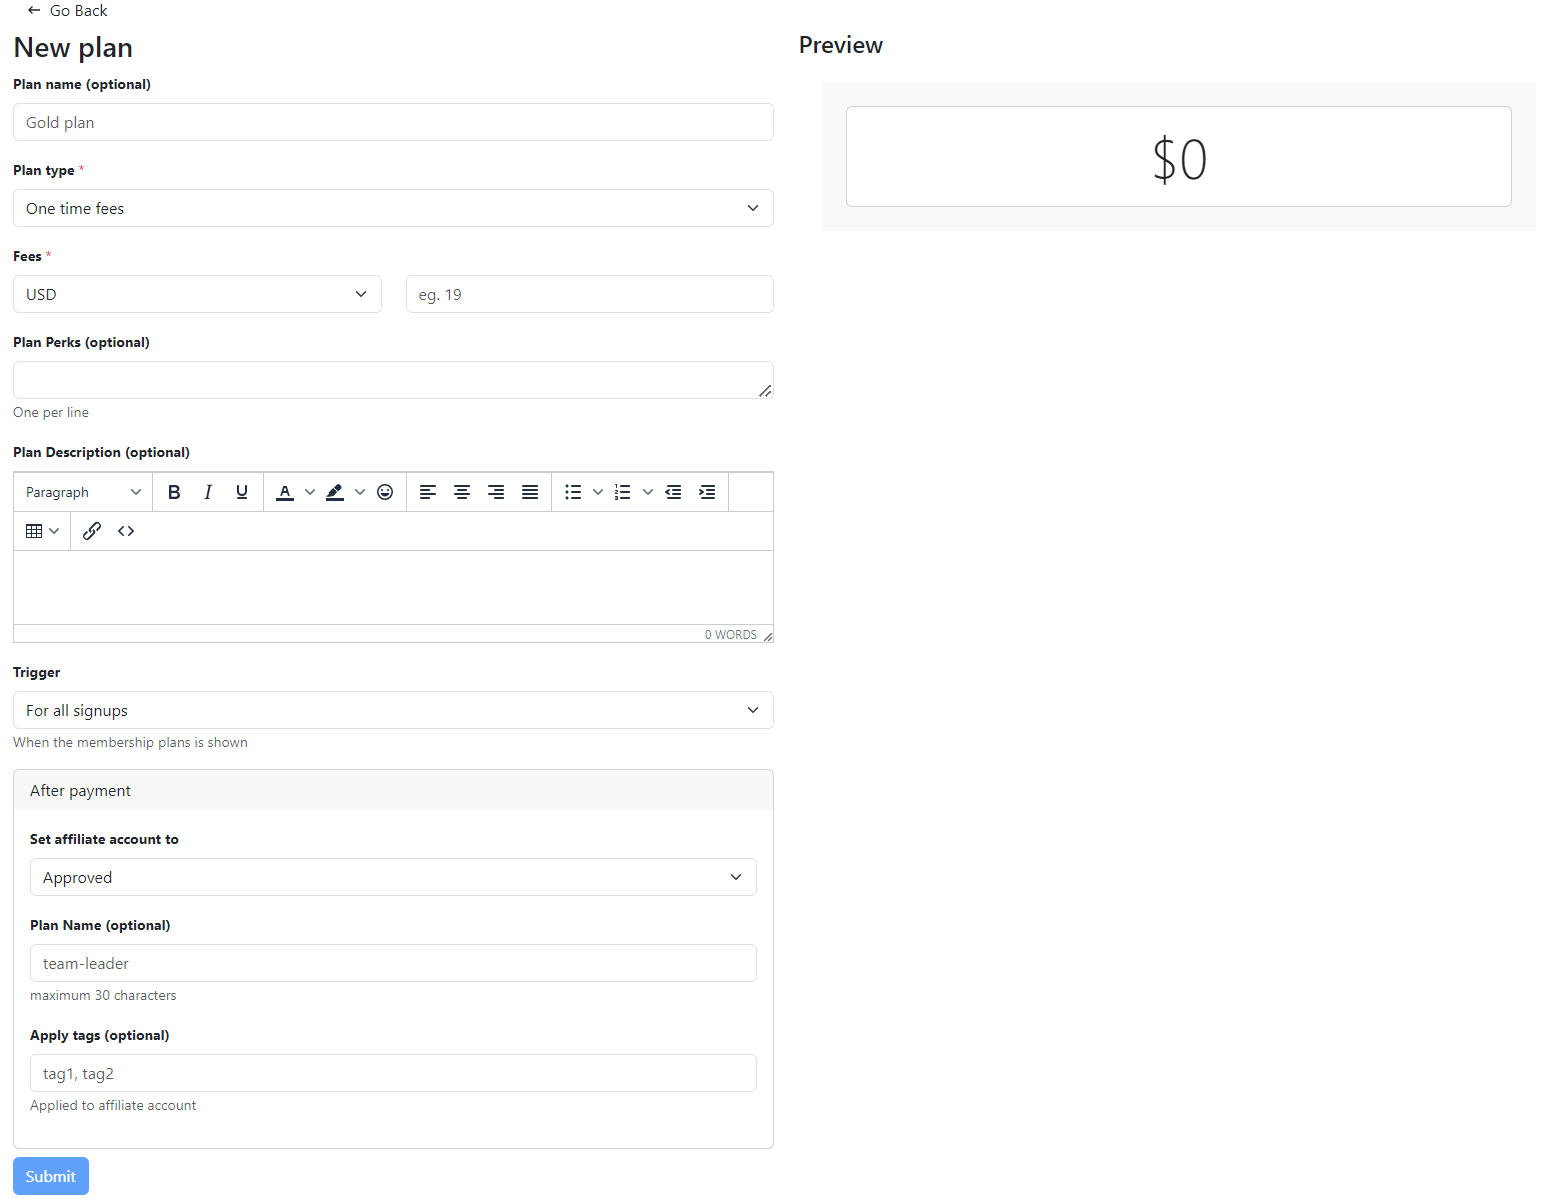 Go Back
New plan
Plan name (optional)
Gold plan
Plan type *
One time fees
Fees *
USD
eg. 19
Plan Perks (optional)
One per line
Plan Description (optional)
Paragraph
B I U A
0 WORDS
Trigger
For all signups
When the membership plans is shown
After payment
Set affiliate account to
Approved
Plan Name (optional)
team-leader
maximum 30 characters
Apply tags (optional)
tag1, tag2
Applied to affiliate account
Submit
Preview
$0